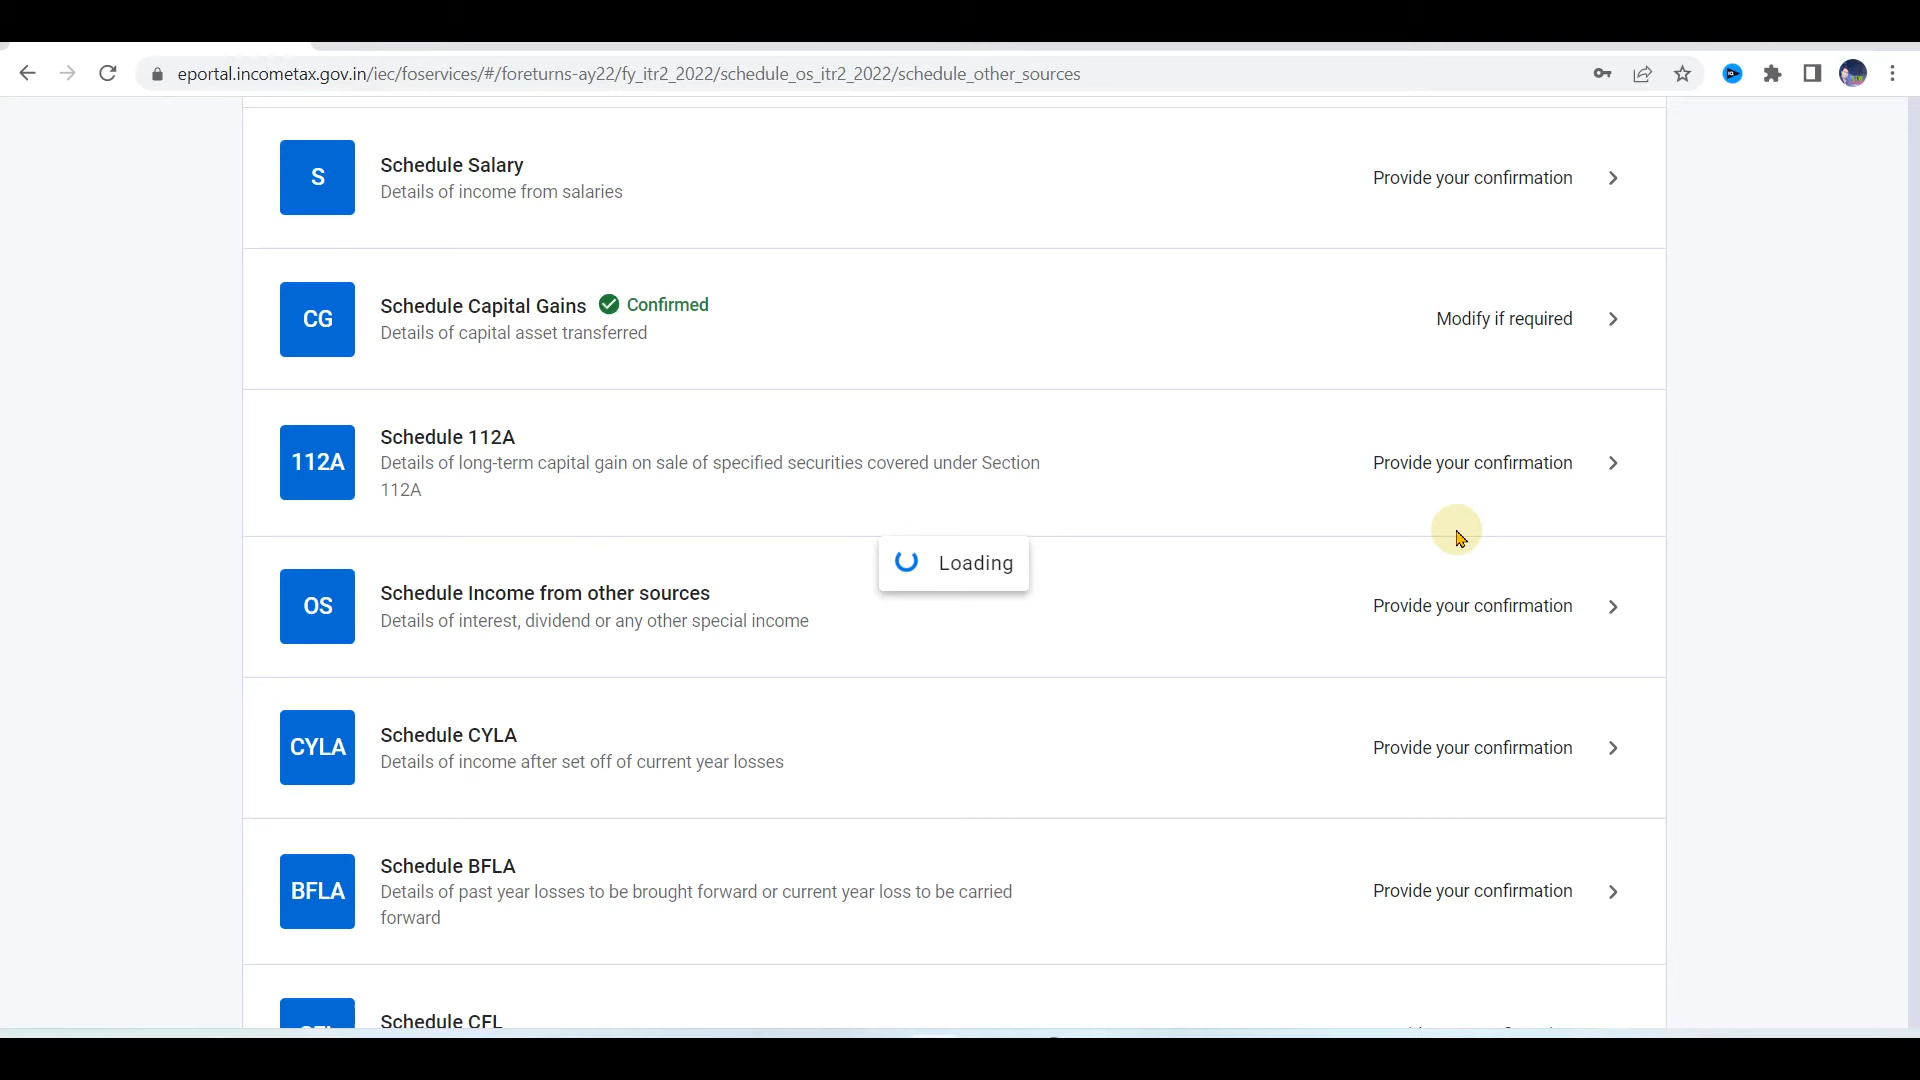 eportal.incometax.gov.in/iec/foservices/#/foreturns-ay22/fy_itr2_2022/schedule_os_itr2_2022/schedule_other_sources
S
Schedule Salary
Details of income from salaries
Provide your confirmation
CG
Schedule Capital Gains
Confirmed
Details of capital asset transferred
Modify if required
112A
Schedule 112A
Details of long-term capital gain on sale of specified securities covered under Section
112A
Provide your confirmation
Loading
OS
Schedule Income from other sources
Details of interest, dividend or any other special income
Provide your confirmation
CYLA
Schedule CYLA
Details of income after set off of current year losses
Provide your confirmation
BFLA
Schedule BFLA
Details of past year losses to be brought forward or current year loss to be carried
forward
Provide your confirmation
Schedule CFL